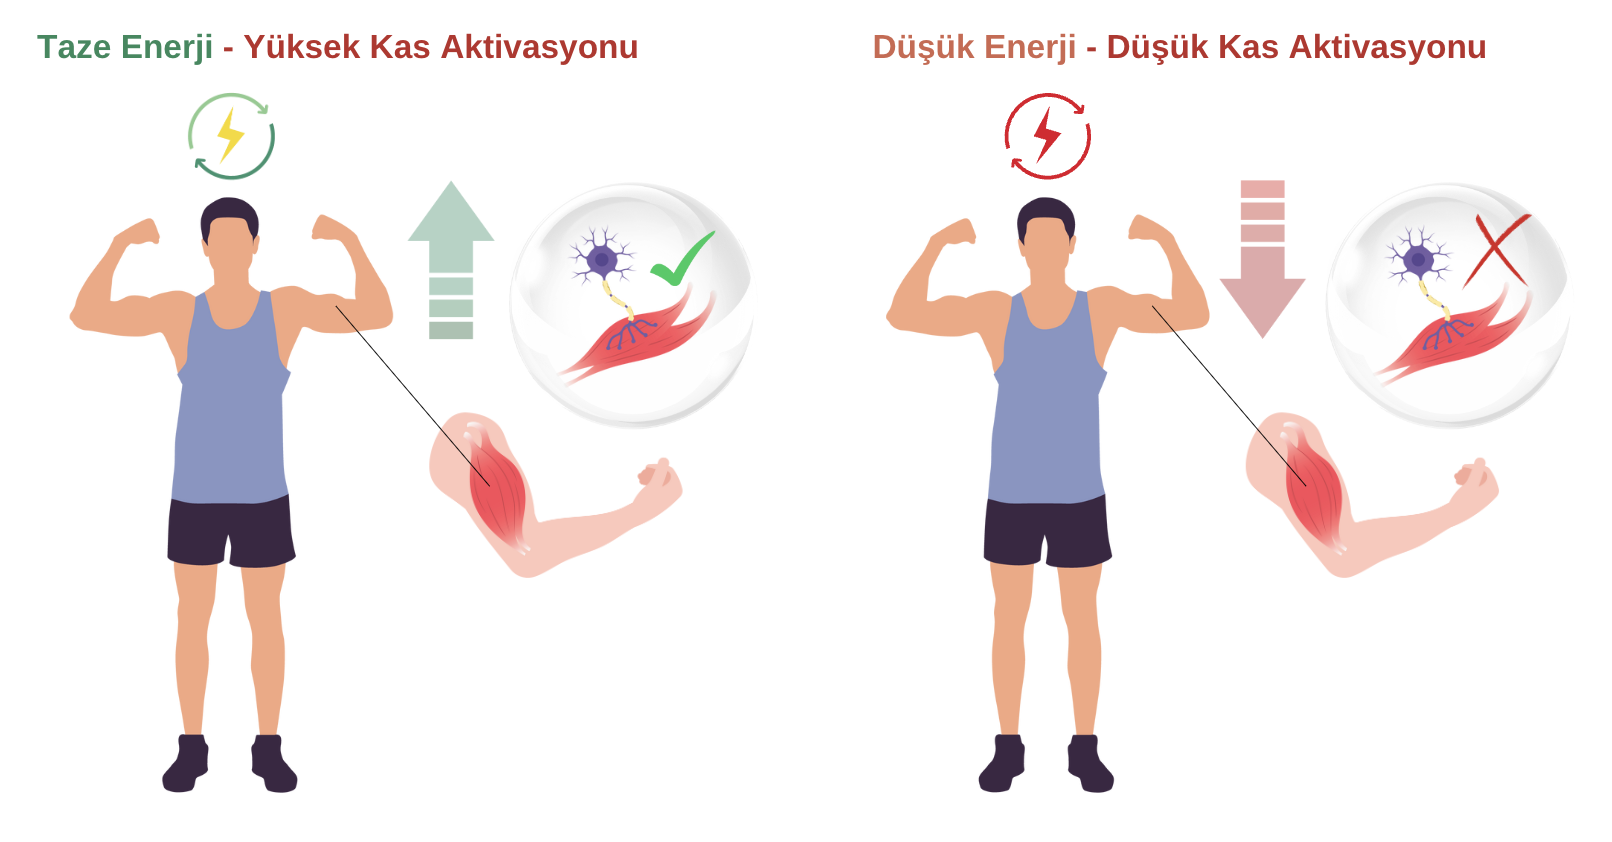 Taze Enerji - Yüksek Kas Aktivasyonu
Düşük Enerji - Düşük Kas Aktivasyonu